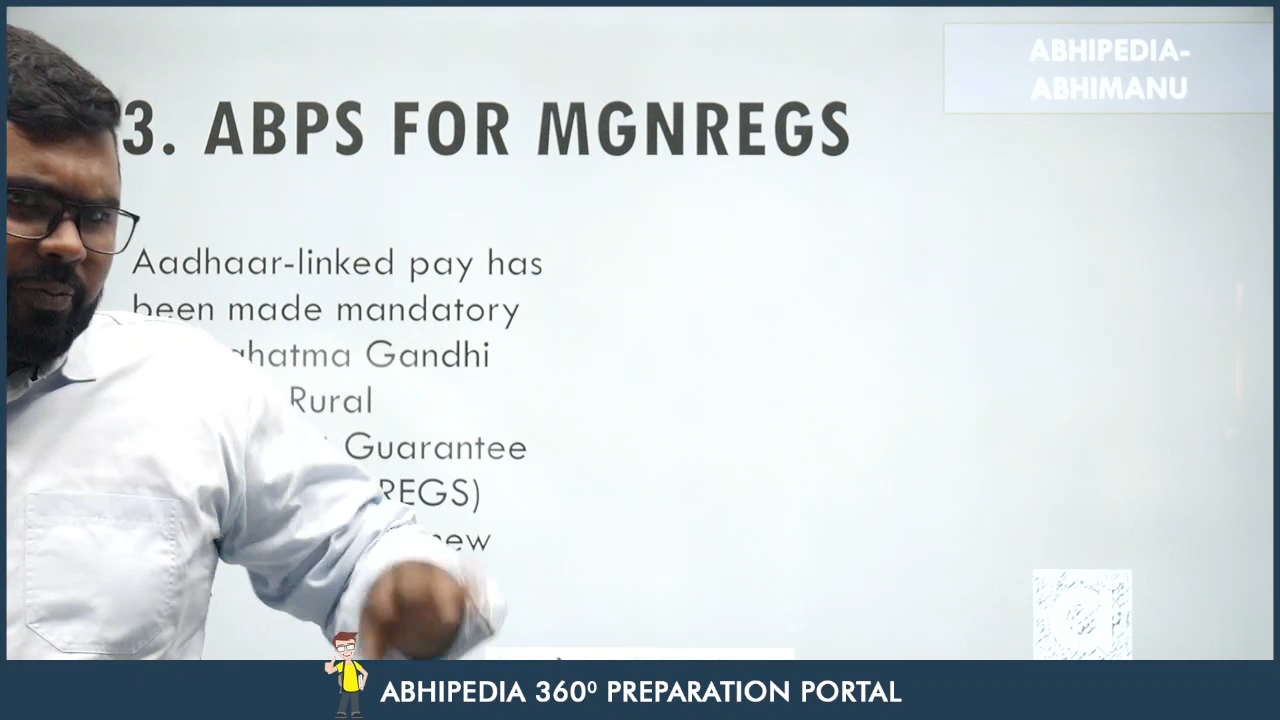 ABHIPEDIA-
ABHIMANU
3. ABPS FOR MGNREGS
Aadhaar-linked pay has
been made mandatory
Gandhi
Rural
Guarantee
REGS)
ABHIPEDIA 360⁰ PREPARATION PORTAL